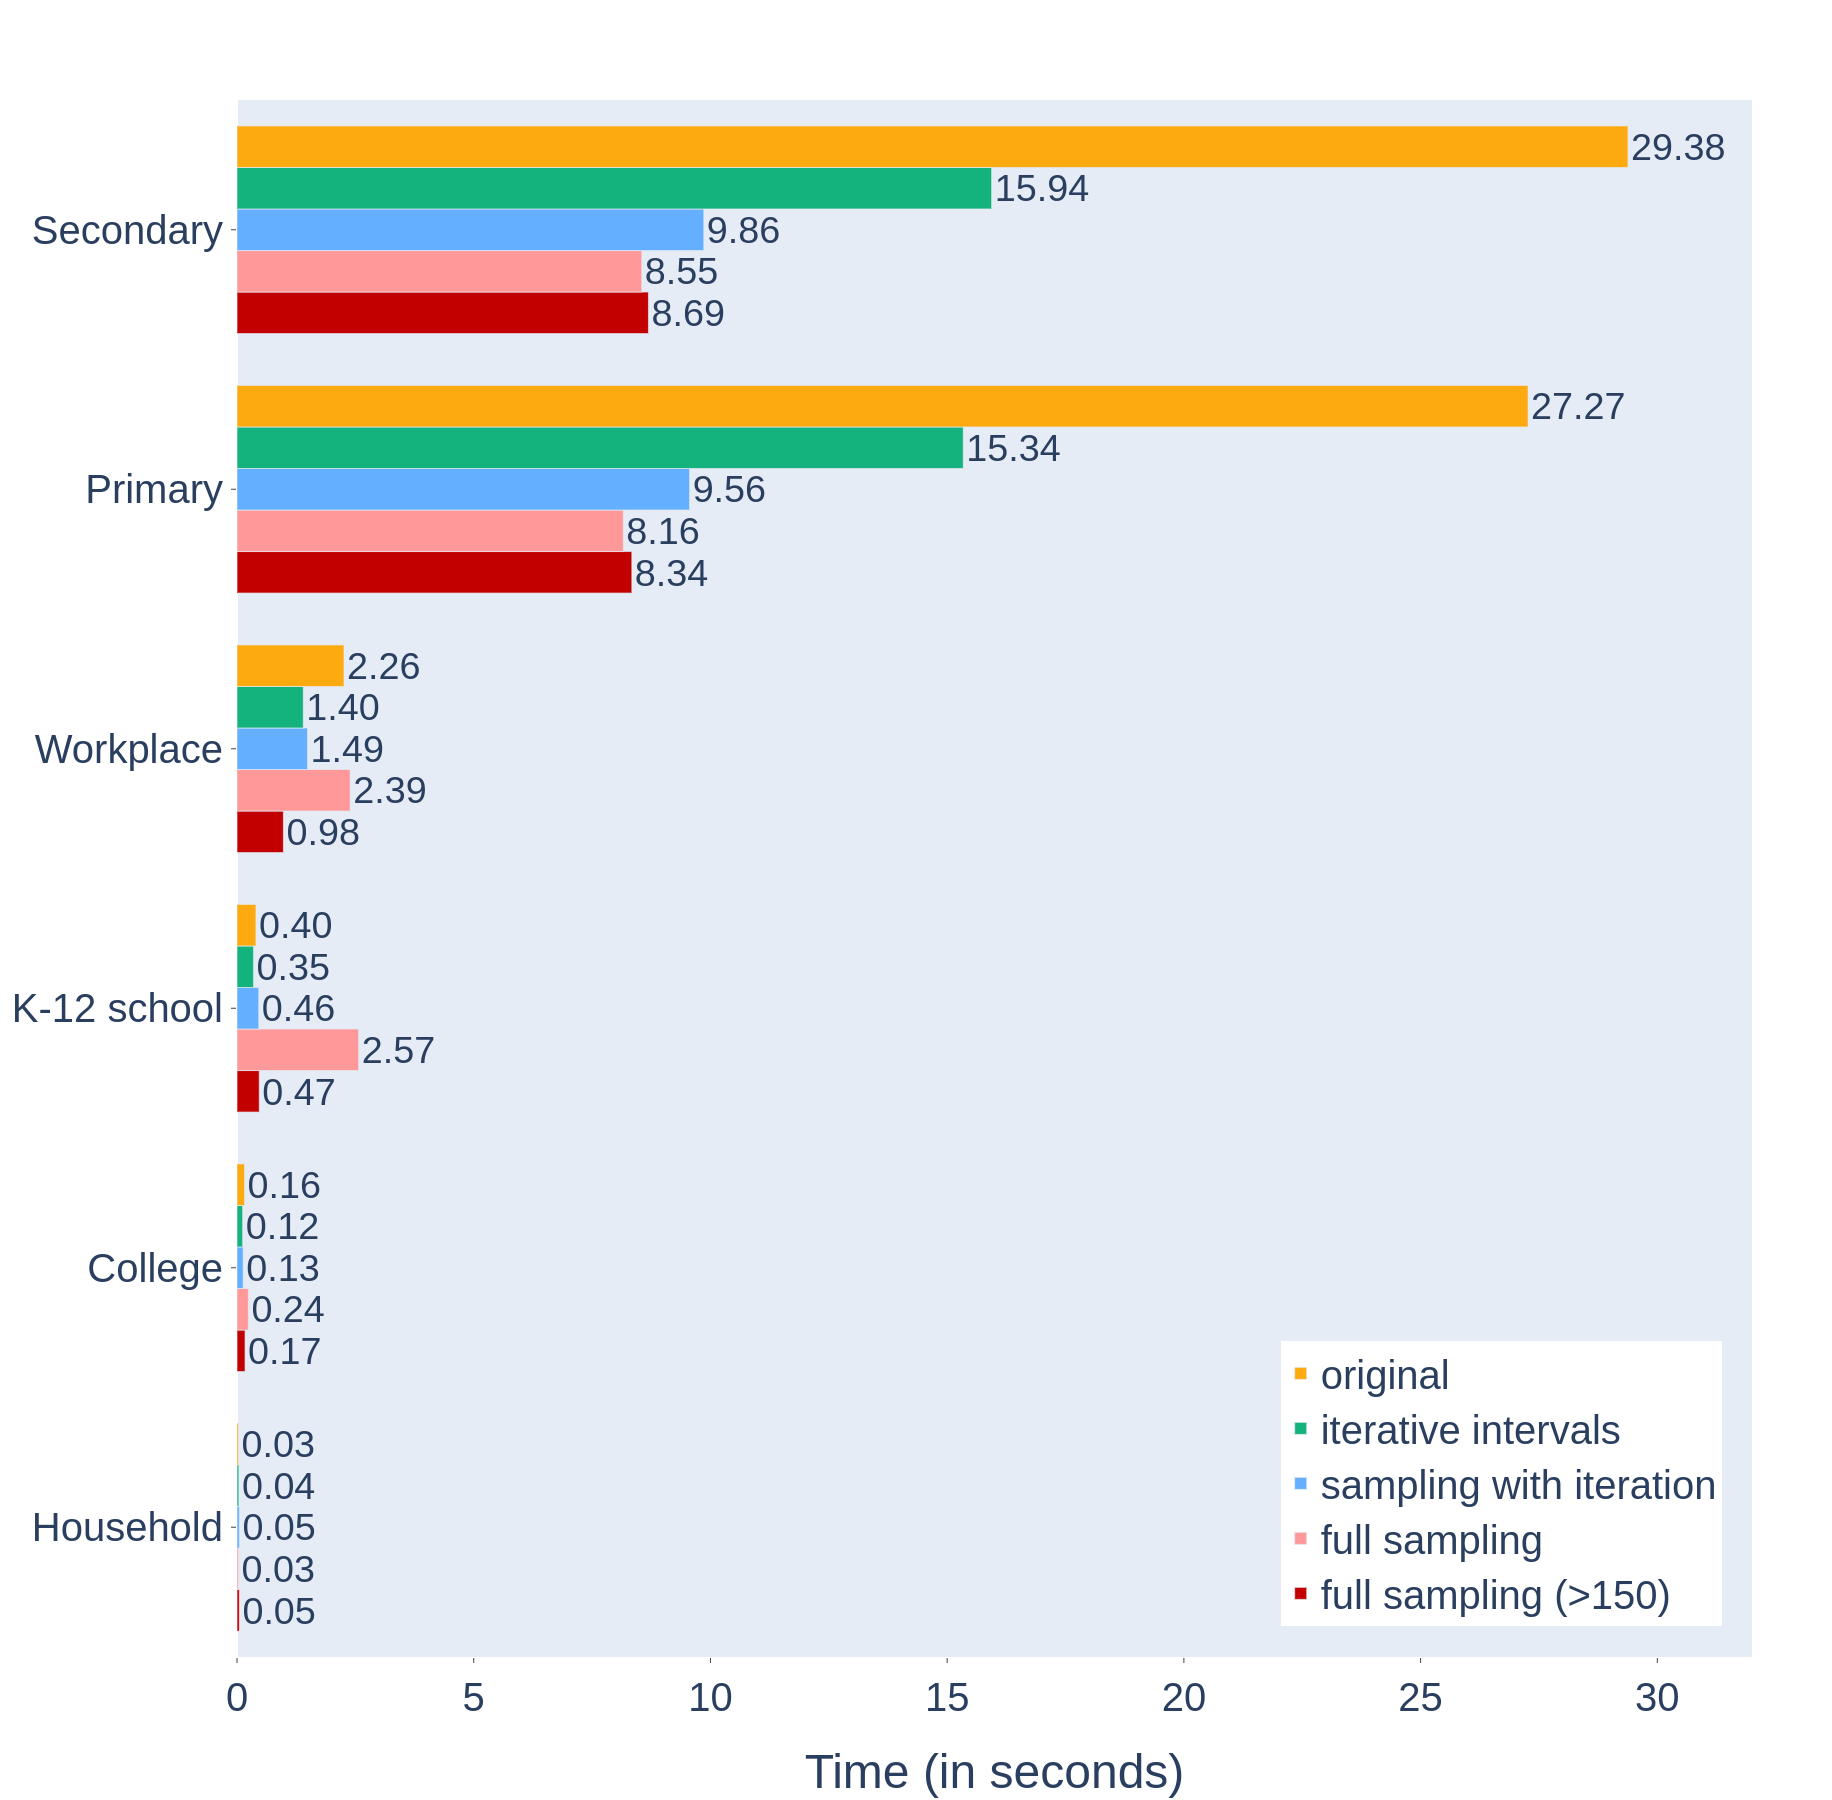 Secondary
29.38
15.94
9.86
8.55
8.69
Primary
27.27
15.34
9.56
8.16
8.34
Workplace
2.26
1.40
1.49
2.39
0.98
K-12 school
0.40
0.35
0.46
2.57
0.47
College
0.16
0.12
0.13
0.24
0.17
Household
0.03
0.04
0.05
0.03
0.05
original
iterative intervals
sampling with iteration
full sampling
full sampling (>150)
0 5 10 15 20 25 30
Time (in seconds)